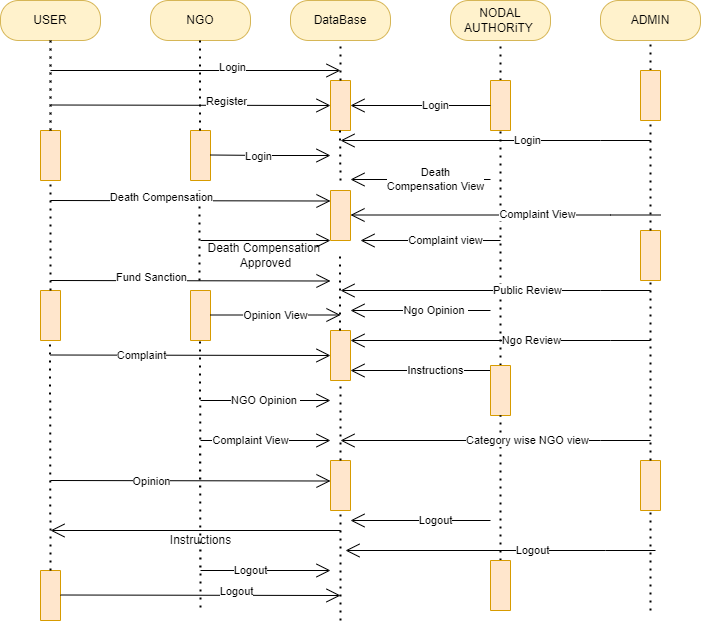 USER
NGO
DataBase
NODAL
AUTHORiTY
ADMIN
Login
Register
Login
Login
Login
Death
Compensation View
Death Compensation
Complaint View
Death Compensation
Approved
Complaint view
Fund Sanction
Public Review
Opinion View
Ngo Opinion
Ngo Review
Complaint
Instructions
NGO Opinion
Complaint View
Category wise NGO view
Opinion
Logout
Instructions
Logout
Logout
Logout